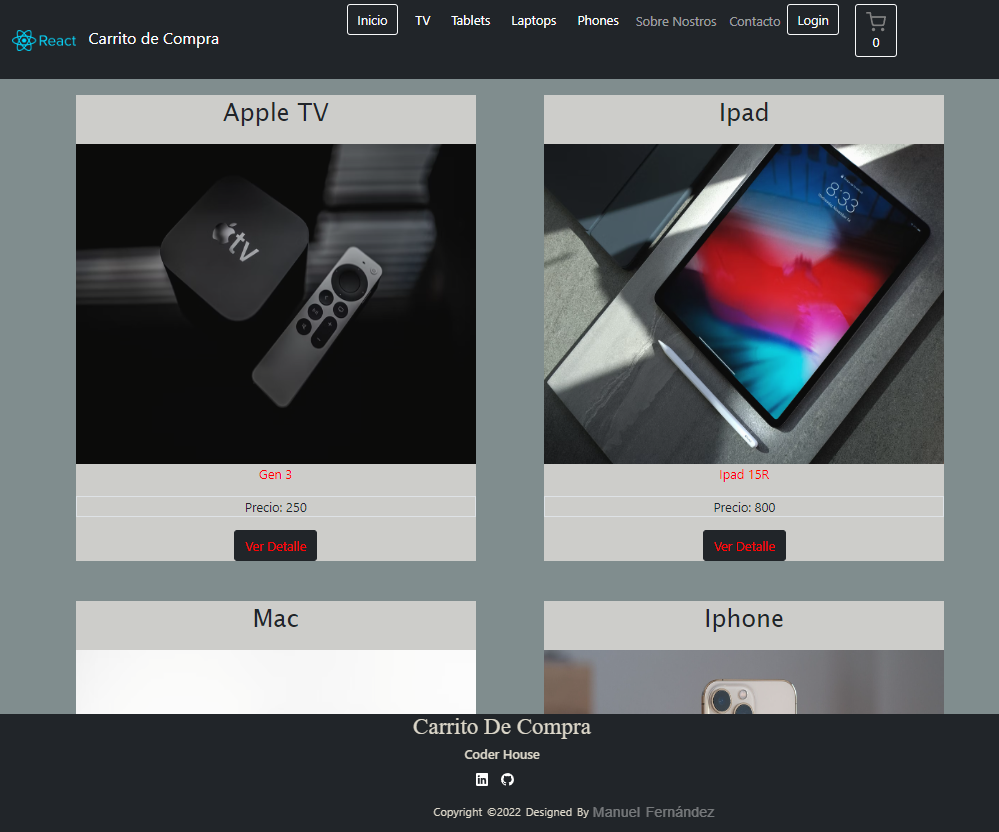 React Carrito de Compra Inicio TV Tablets Laptops Phones Sobre Nostros Contacto Login
0
Apple TV
Ipad
tv
8:33
Gen 3
Ipad 15R
Precio: 250
Precio: 800
Ver Detalle
Ver Detalle
Mac
Iphone
Carrito De Compra
Coder House
Copyright ©2022 Designed By Manuel Fernández